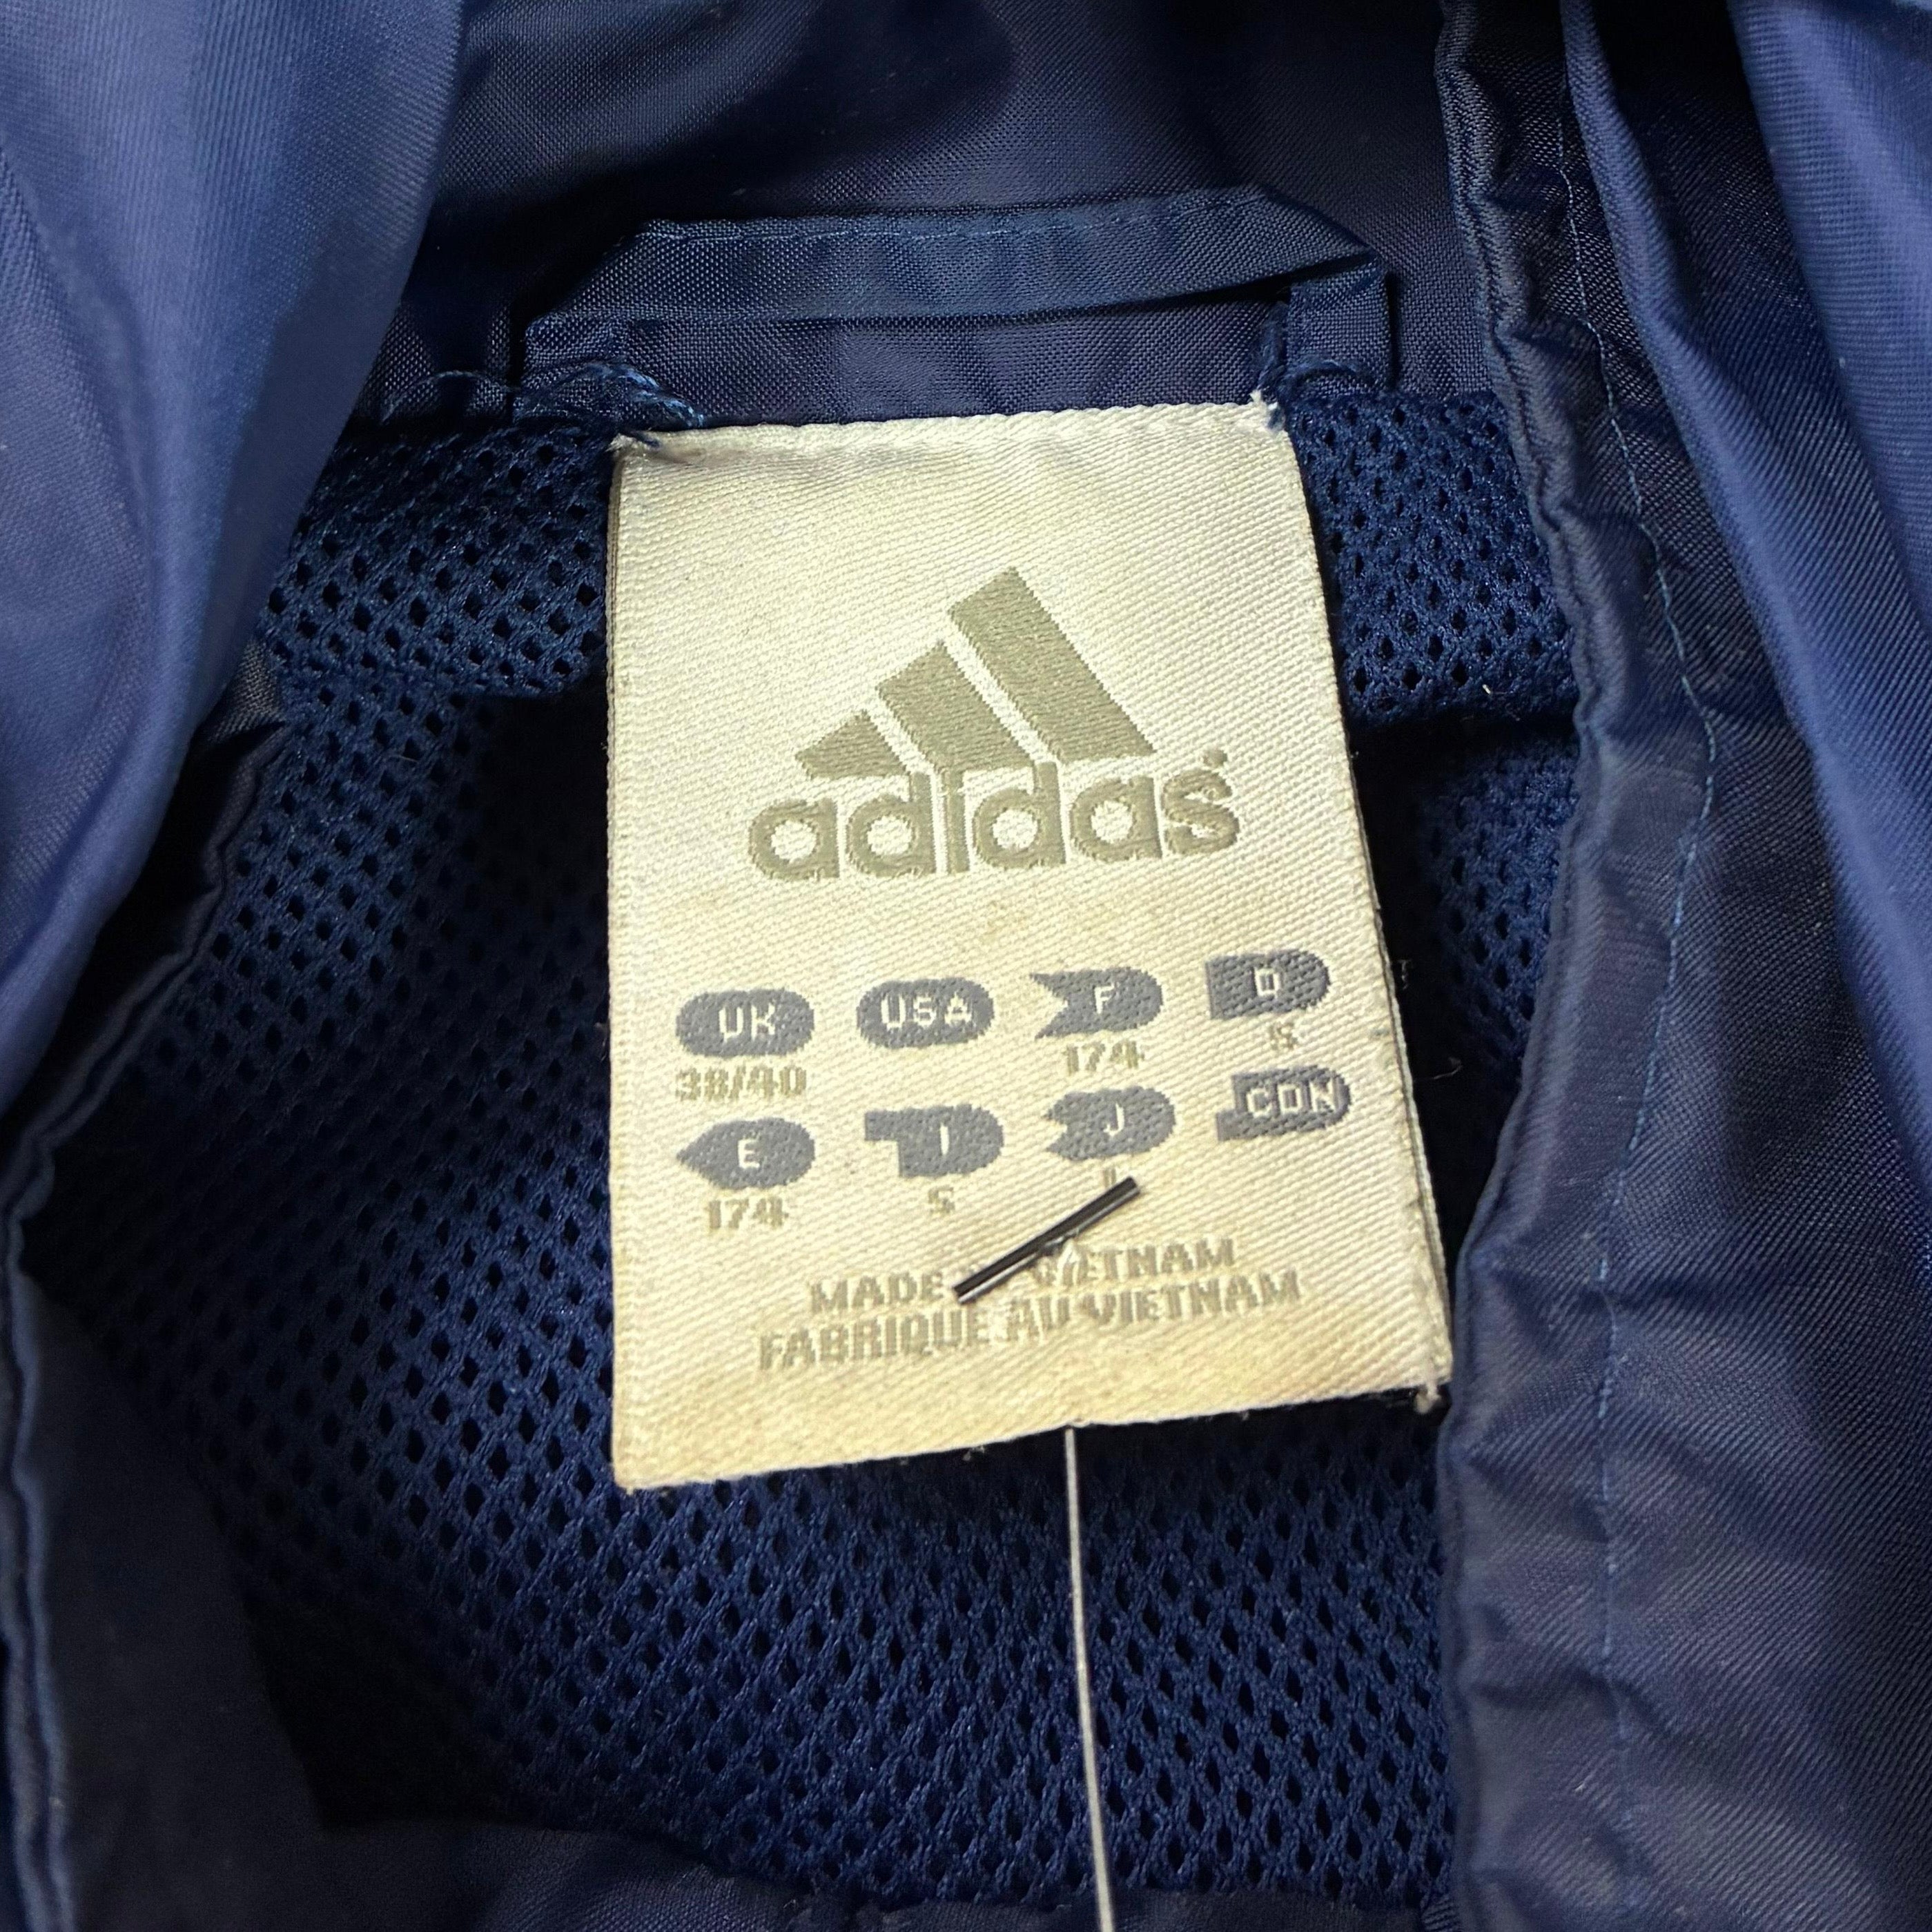 adidas
UK USA F D
38/40 174 S
E I J CDN
174 S
MADE VIETNAM
FABRIQUE AU VIETNAM